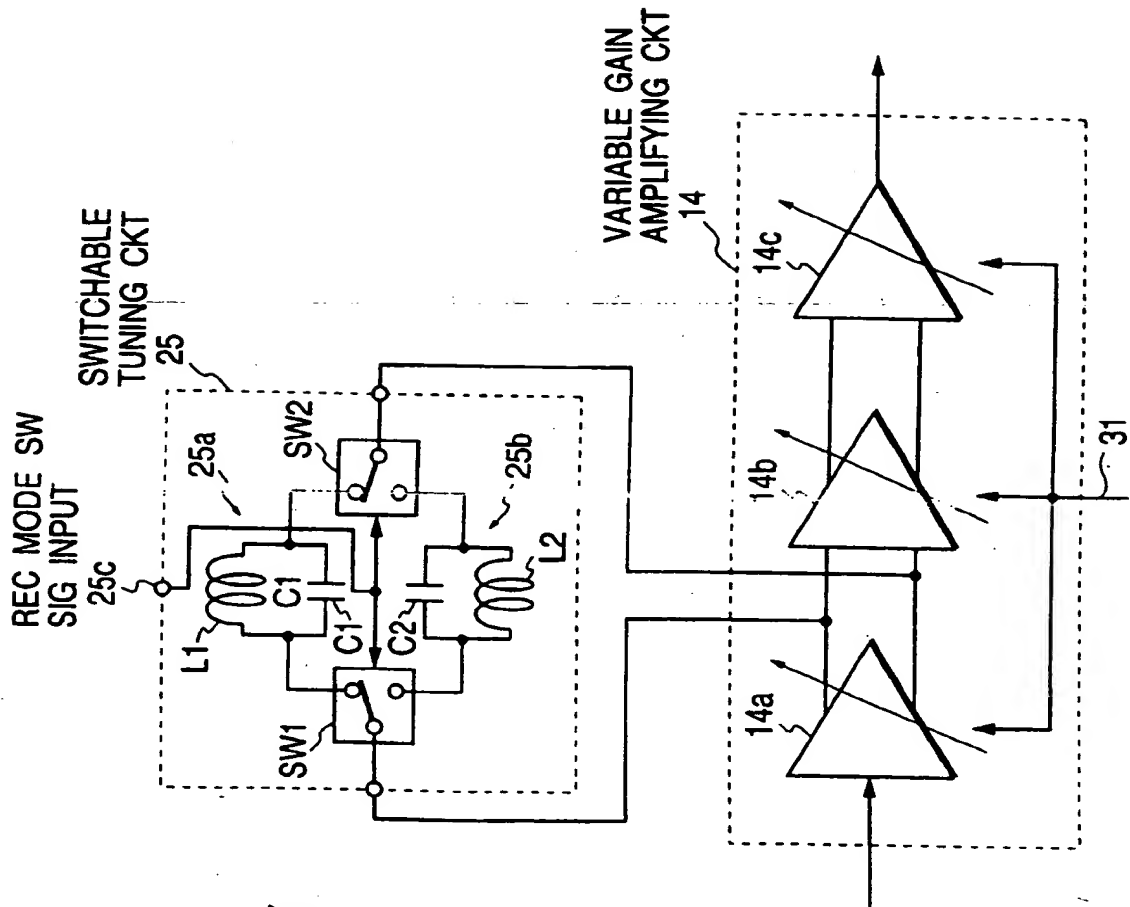 REC MODE SW
SIG INPUT
25c
SWITCHABLE
TUNING CKT
25
25a
L1
C1
C1
SW1
SW2
C2
25b
L2
VARIABLE GAIN
AMPLIFYING CKT
14
14a
14b
14c
31